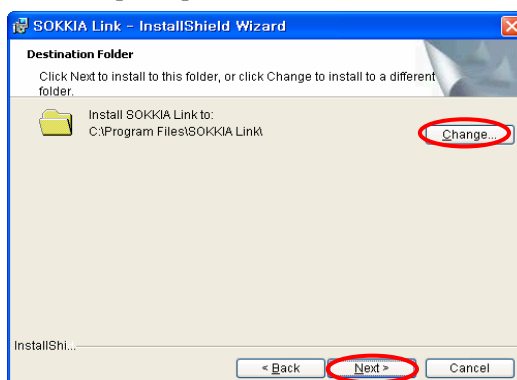 SOKKIA Link - InstallShield Wizard
Destination Folder
Click Next to install to this folder, or click Change to install to a different
folder.
Install SOKKIA Link to:
C:\Program Files\SOKKIA Link\
Change...
InstallShi...
< Back Next > Cancel